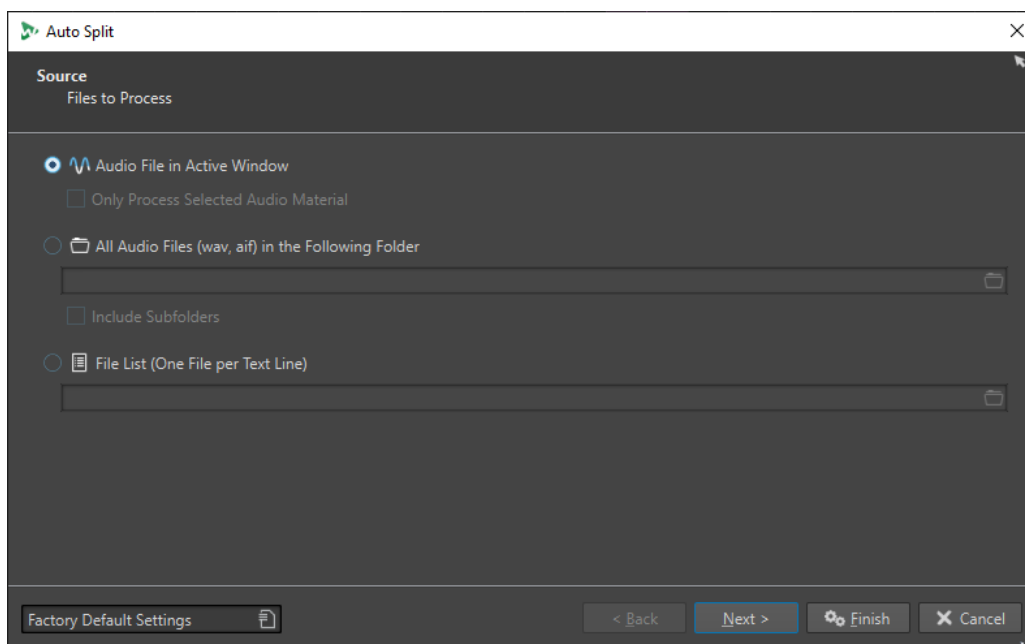 Auto Split
Source
Files to Process
Audio File in Active Window
Only Process Selected Audio Material
All Audio Files (wav, aif) in the Following Folder
Include Subfolders
File List (One File per Text Line)
Factory Default Settings
< Back Next > Finish Cancel